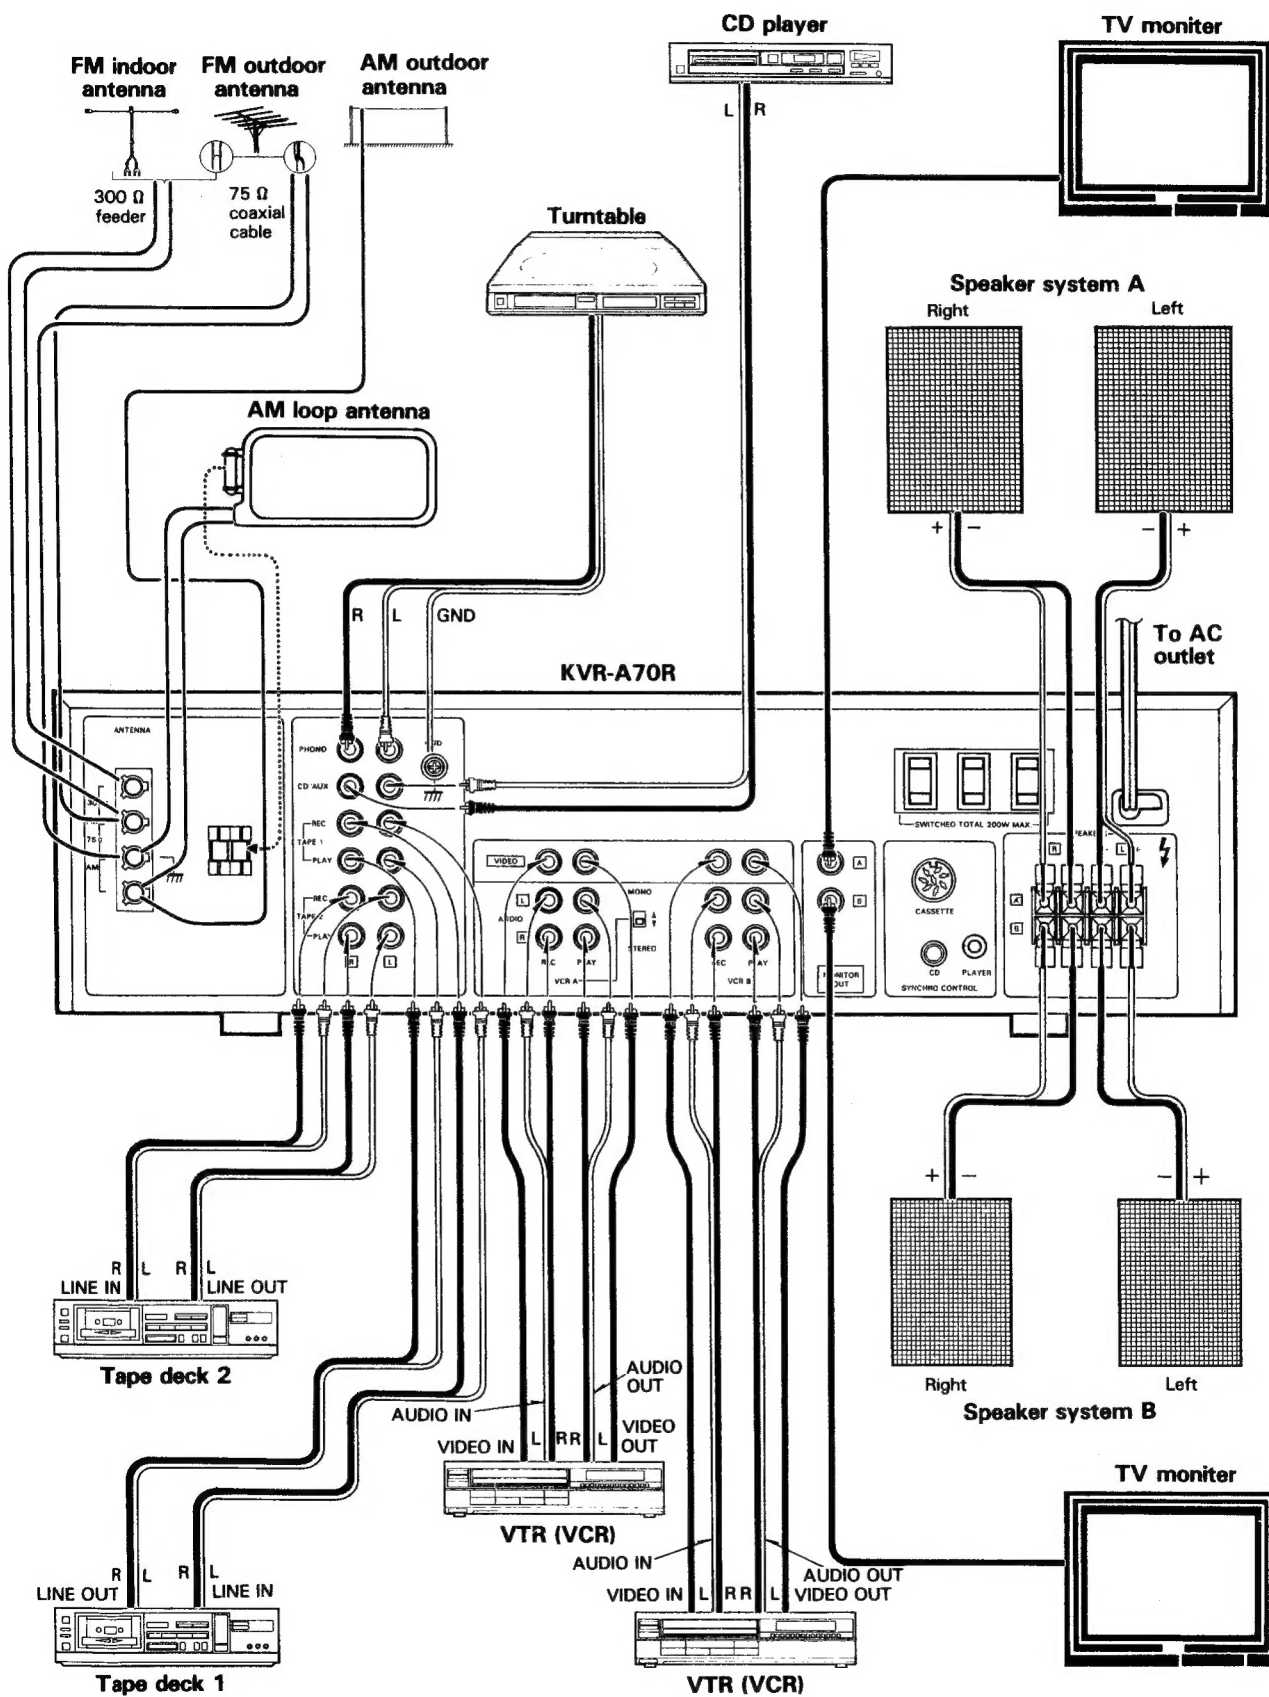 CD player
TV moniter
FM indoor
antenna
FM outdoor
antenna
AM outdoor
antenna
L
R
300 Ω
feeder
75 Ω
coaxial
cable
Turntable
Speaker system A
Right
Left
AM loop antenna
+
−
−
+
R
L
GND
To AC
outlet
KVR-A70R
ANTENNA
PHONO
CD/AUX
REC
TAPE 1
PLAY
REC
TAPE 2
PLAY
R
L
75Ω
AM
VIDEO
L
AUDIO
R
MONO
STEREO
REC
PLAY
VCR A
REC
PLAY
VCR B
A
B
MONITOR
OUT
SWITCHED TOTAL 200W MAX.
CASSETTE
CD
PLAYER
SYNCHRO CONTROL
R
−
L
+
A
B
+
−
−
+
R
L
R
L
LINE IN
LINE OUT
Tape deck 2
Right
Left
Speaker system B
AUDIO
OUT
AUDIO IN
VIDEO IN
L
R
R
L
VIDEO
OUT
VTR (VCR)
TV moniter
AUDIO IN
AUDIO OUT
VIDEO IN
L
R
R
L
VIDEO OUT
VTR (VCR)
R
L
R
L
LINE OUT
LINE IN
Tape deck 1